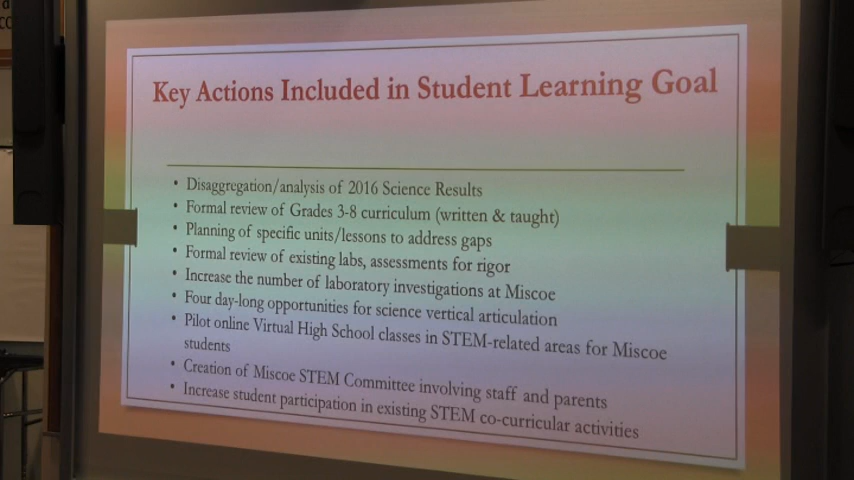 Key Actions Included in Student Learning Goal
• Disaggregation/analysis of 2016 Science Results
• Formal review of Grades 3-8 curriculum (written & taught)
• Planning of specific units/lessons to address gaps
• Formal review of existing labs, assessments for rigor
• Increase the number of laboratory investigations at Miscoe
• Four day-long opportunities for science vertical articulation
• Pilot online Virtual High School classes in STEM-related areas for Miscoe
students
• Creation of Miscoe STEM Committee involving staff and parents
• Increase student participation in existing STEM co-curricular activities